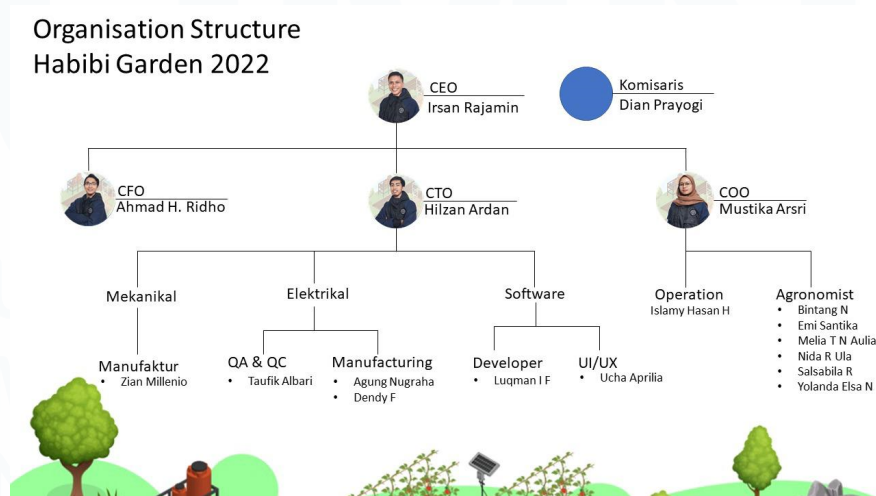 Organisation Structure
Habibi Garden 2022
CEO
Irsan Rajamin
Komisaris
Dian Prayogi
CFO
Ahmad H. Ridho
CTO
Hilzan Ardan
COO
Mustika Arsri
Mekanikal
Elektrikal
Software
Operation
Islamy Hasan H
Agronomist
• Bintang N
• Emi Santika
• Melia T N Aulia
• Nida R Ula
• Salsabila R
• Yolanda Elsa N
Manufaktur
• Zian Millenio
QA & QC
• Taufik Albari
Manufacturing
• Agung Nugraha
• Dendy F
Developer
• Luqman I F
UI/UX
• Ucha Aprilia